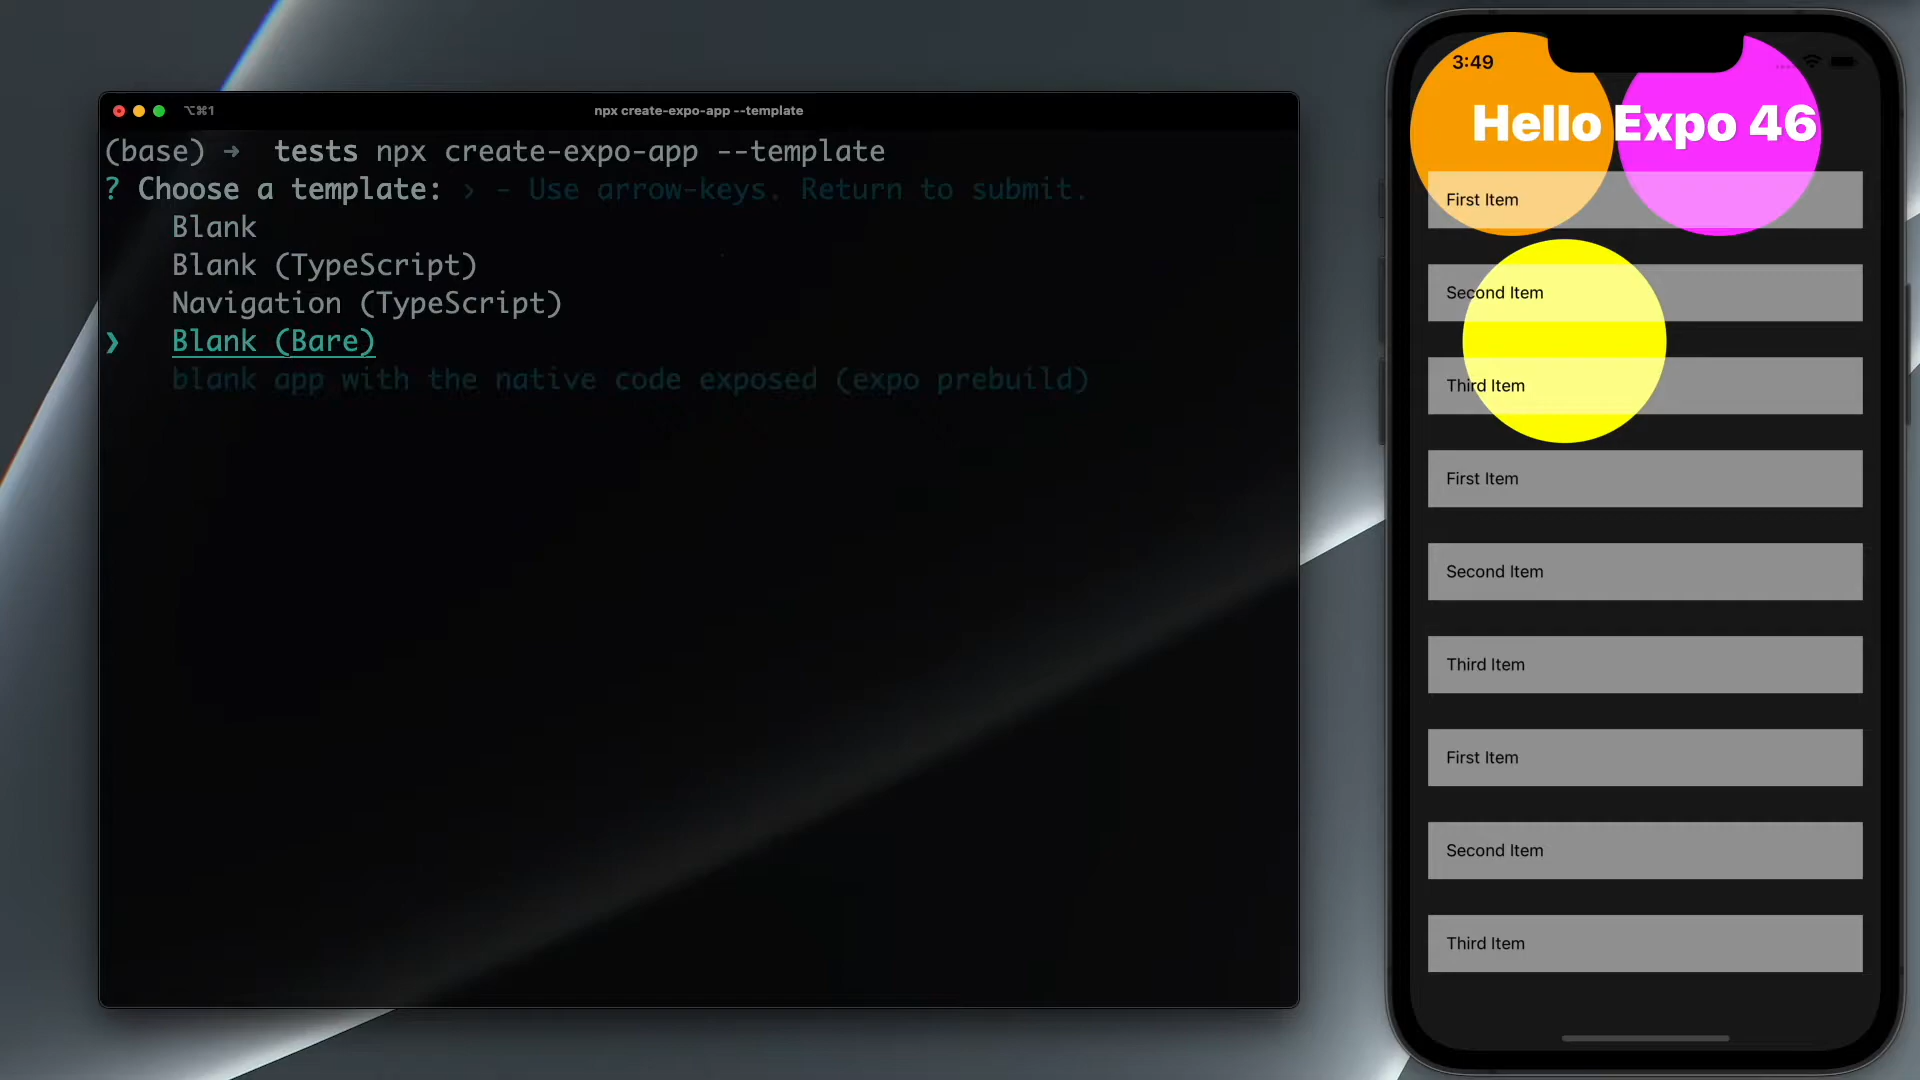 ⌥⌘1
npx create-expo-app --template
(base) ➜ tests npx create-expo-app --template
? Choose a template: › - Use arrow-keys. Return to submit.
Blank
Blank (TypeScript)
Navigation (TypeScript)
❯ Blank (Bare)
blank app with the native code exposed (expo prebuild)
3:49
Hello Expo 46
First Item
Second Item
Third Item
First Item
Second Item
Third Item
First Item
Second Item
Third Item